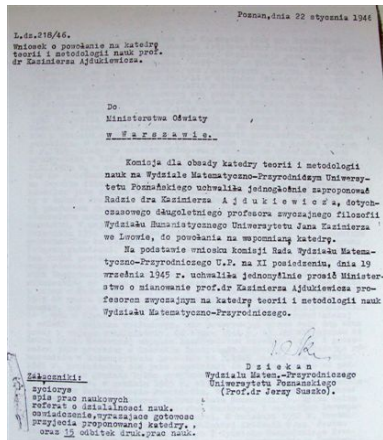 Poznań,dnia 22 stycznia 1946
L.dz.218/46.
Wniosek o powołanie na katedrę
teorii i metodologii nauk prof.
dr Kazimierza Ajdukiewicza.
Do
Ministerstwa Oświaty
w Warszawie.
Komisja dla obsady katedry teorii i metodologii
nauk na Wydziale Matematyczno-Przyrodniczym Uniwersy-
tetu Poznańskiego uchwaliła jednogłośnie zaproponować
Radzie dra Kazimierza Ajdukiewicza, dotych-
czasowego długoletniego profesora zwyczajnego filozofii
Wydziału Humanistycznego Uniwersytetu Jana Kazimierza
we Lwowie, do powołania na wspomnianą katedrę.
Na podstawie wniosku komisji Rada Wydziału Matema-
tyczno-Przyrodniczego U.P. na XI posiedzeniu, dnia 19
września 1945 r. uchwaliła jednomyślnie prosić Minister-
stwo o mianowanie prof.dr Kazimierza Ajdukiewicza pro-
fesorem zwyczajnym na katedrę teorii i metodologii nauk
Wydziału Matematyczno-Przyrodniczego.
Dziekan
Wydziału Matem.-Przyrodniczego
Uniwersytetu Poznańskiego
(Prof.dr Jerzy Suszko).
Załączniki:
życiorys
spis prac naukowych
referat o działalności nauk.
oświadczenie,wyrażające gotowość
przyjęcia proponowanej katedry.,
oraz 15 odbitek druk.prac nauk.